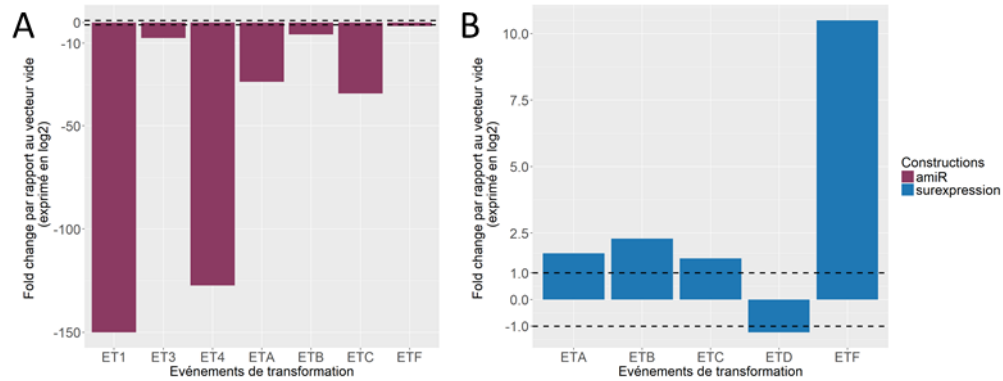 A
Fold change par rapport au vecteur vide
(exprimé en log2)
0
-10
-50
-100
-150
ET1 ET3 ET4 ETA ETB ETC ETF
Evénements de transformation
B
Fold change par rapport au vecteur vide
(exprimé en log2)
10.0
7.5
5.0
2.5
1.0
0.0
-1.0
ETA ETB ETC ETD ETF
Evénements de transformation
Constructions
amiR
surexpression